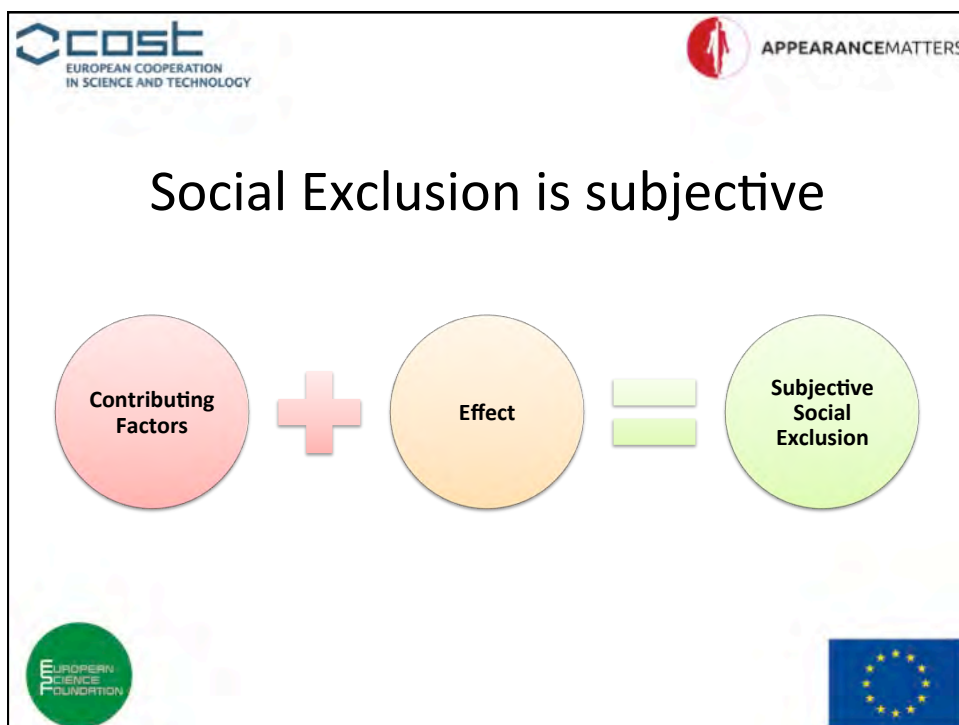 cost
EUROPEAN COOPERATION
IN SCIENCE AND TECHNOLOGY
APPEARANCEMATTERS
Social Exclusion is subjective
Contributing
Factors
Effect
Subjective
Social
Exclusion
EUROPEAN
SCIENCE
FOUNDATION